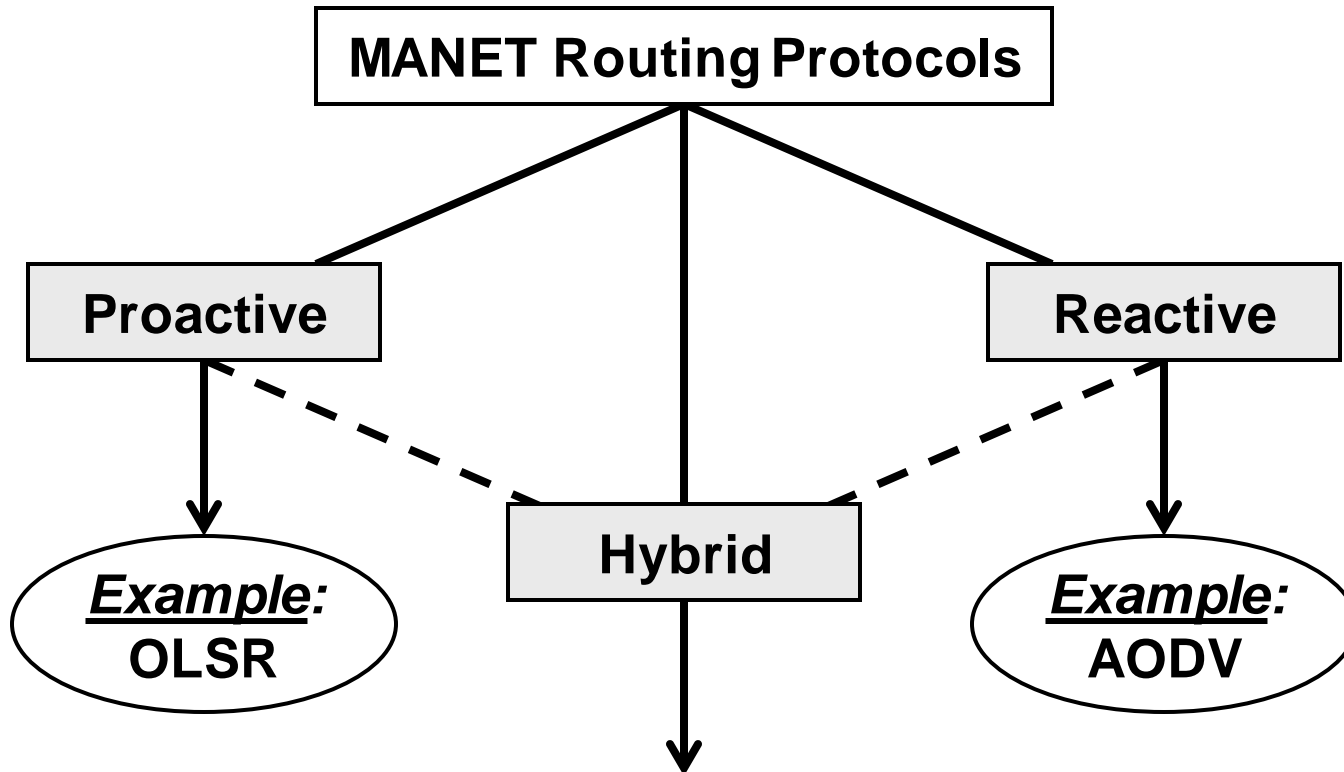 MANET Routing Protocols
Proactive
Reactive
Hybrid
Example:
OLSR
Example:
AODV